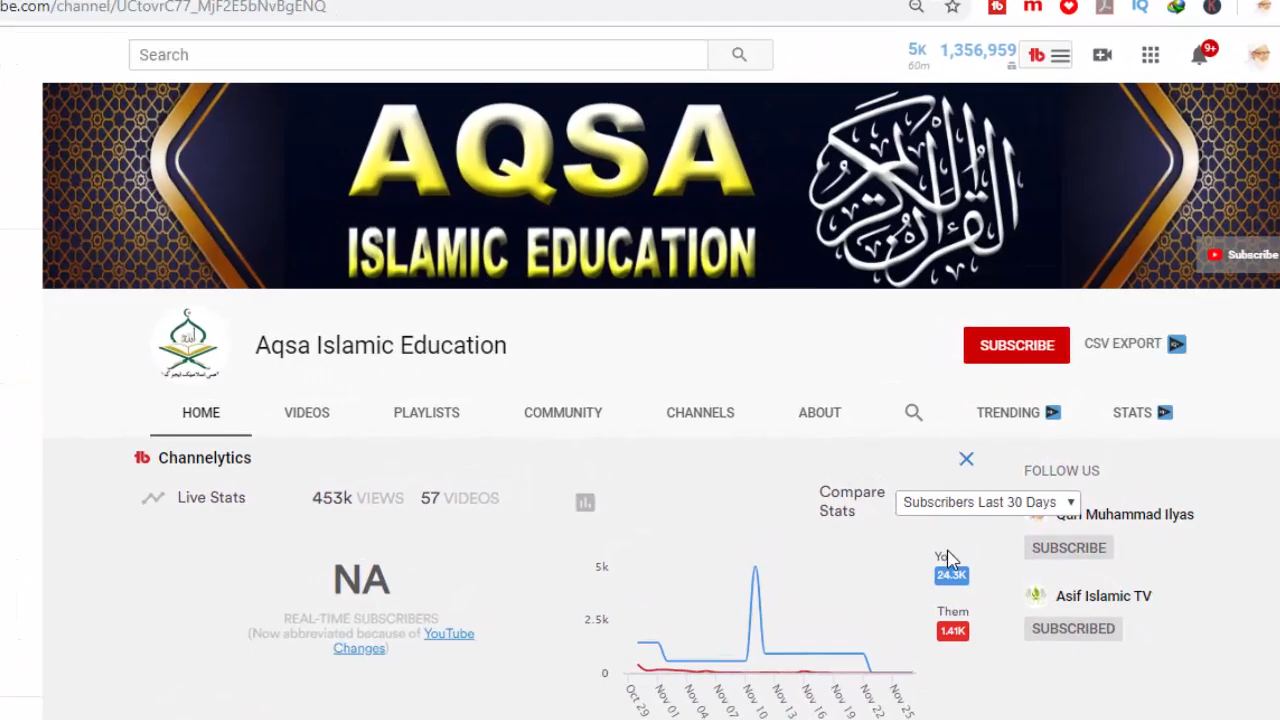 be.com/channel/UCtovrC77_MjF2E5bNvBgENQ
Search
5K
60m
1,356,959
9+
AQSA
ISLAMIC EDUCATION
القرآن الكريم
Subscribe
Aqsa Islamic Education
SUBSCRIBE
CSV EXPORT
HOME
VIDEOS
PLAYLISTS
COMMUNITY
CHANNELS
ABOUT
TRENDING
STATS
Channelytics
Live Stats
453k VIEWS 57 VIDEOS
Compare
Stats
Subscribers Last 30 Days
FOLLOW US
Muhammad Ilyas
SUBSCRIBE
Asif Islamic TV
SUBSCRIBED
NA
REAL-TIME SUBSCRIBERS
(Now abbreviated because of YouTube
Changes)
5k
2.5k
0
24.3K
Them
1.41K
Oct 29
Nov 01
Nov 04
Nov 07
Nov 10
Nov 13
Nov 16
Nov 19
Nov 22
Nov 25